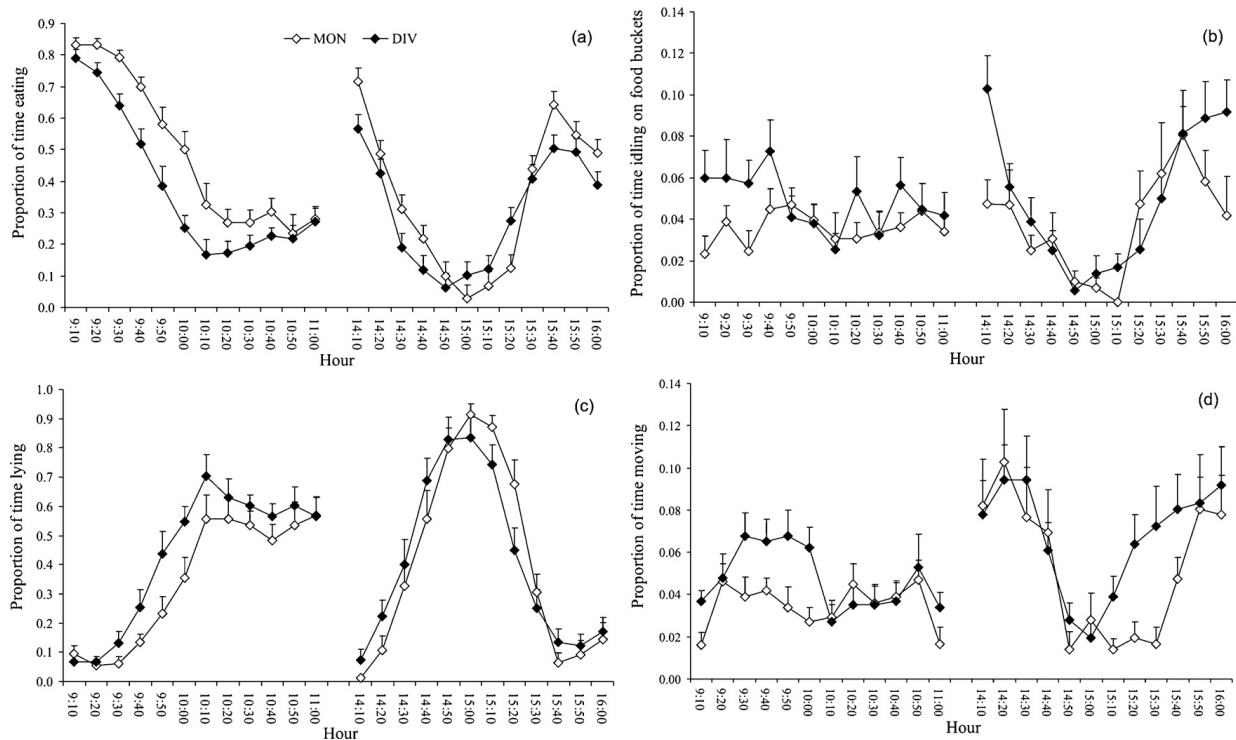 MON DIV
(a)
Proportion of time eating
0.9
0.8
0.7
0.6
0.5
0.4
0.3
0.2
0.1
0.0
9:10 9:20 9:30 9:40 9:50 10:00 10:10 10:20 10:30 10:40 10:50 11:00 14:10 14:20 14:30 14:40 14:50 15:00 15:10 15:20 15:30 15:40 15:50 16:00
Hour
(b)
Proportion of time idling on food buckets
0.14
0.12
0.10
0.08
0.06
0.04
0.02
0.00
9:10 9:20 9:30 9:40 9:50 10:00 10:10 10:20 10:30 10:40 10:50 11:00 14:10 14:20 14:30 14:40 14:50 15:00 15:10 15:20 15:30 15:40 15:50 16:00
Hour
(c)
Proportion of time lying
1.0
0.9
0.8
0.7
0.6
0.5
0.4
0.3
0.2
0.1
0.0
9:10 9:20 9:30 9:40 9:50 10:00 10:10 10:20 10:30 10:40 10:50 11:00 14:10 14:20 14:30 14:40 14:50 15:00 15:10 15:20 15:30 15:40 15:50 16:00
Hour
(d)
Proportion of time moving
0.14
0.12
0.10
0.08
0.06
0.04
0.02
0.00
9:10 9:20 9:30 9:40 9:50 10:00 10:10 10:20 10:30 10:40 10:50 11:00 14:10 14:20 14:30 14:40 14:50 15:00 15:10 15:20 15:30 15:40 15:50 16:00
Hour